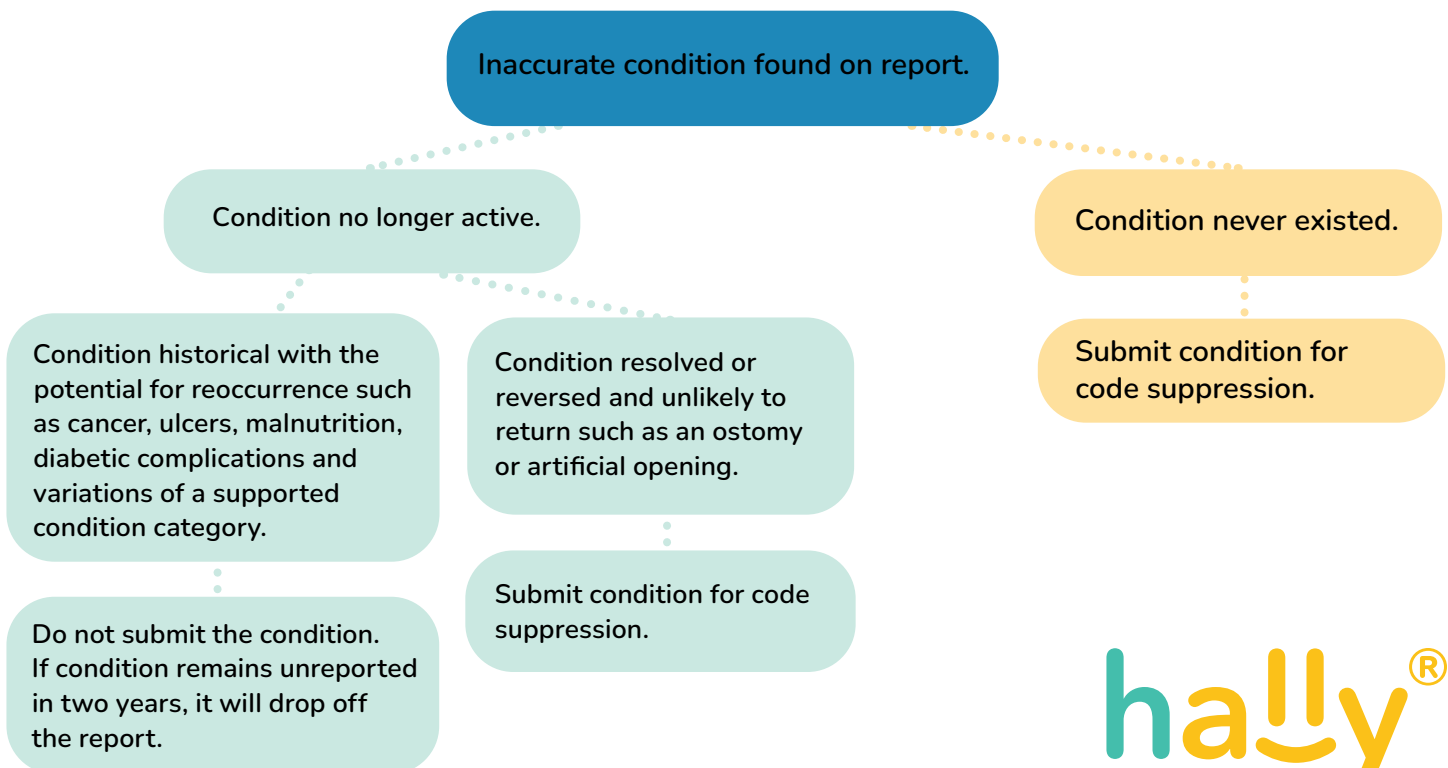 Inaccurate condition found on report.
Condition no longer active.
Condition never existed.
Condition historical with the
potential for reoccurrence such
as cancer, ulcers, malnutrition,
diabetic complications and
variations of a supported
condition category.
Condition resolved or
reversed and unlikely to
return such as an ostomy
or artificial opening.
Submit condition for
code suppression.
Do not submit the condition.
If condition remains unreported
in two years, it will drop off
the report.
Submit condition for code
suppression.
hally®